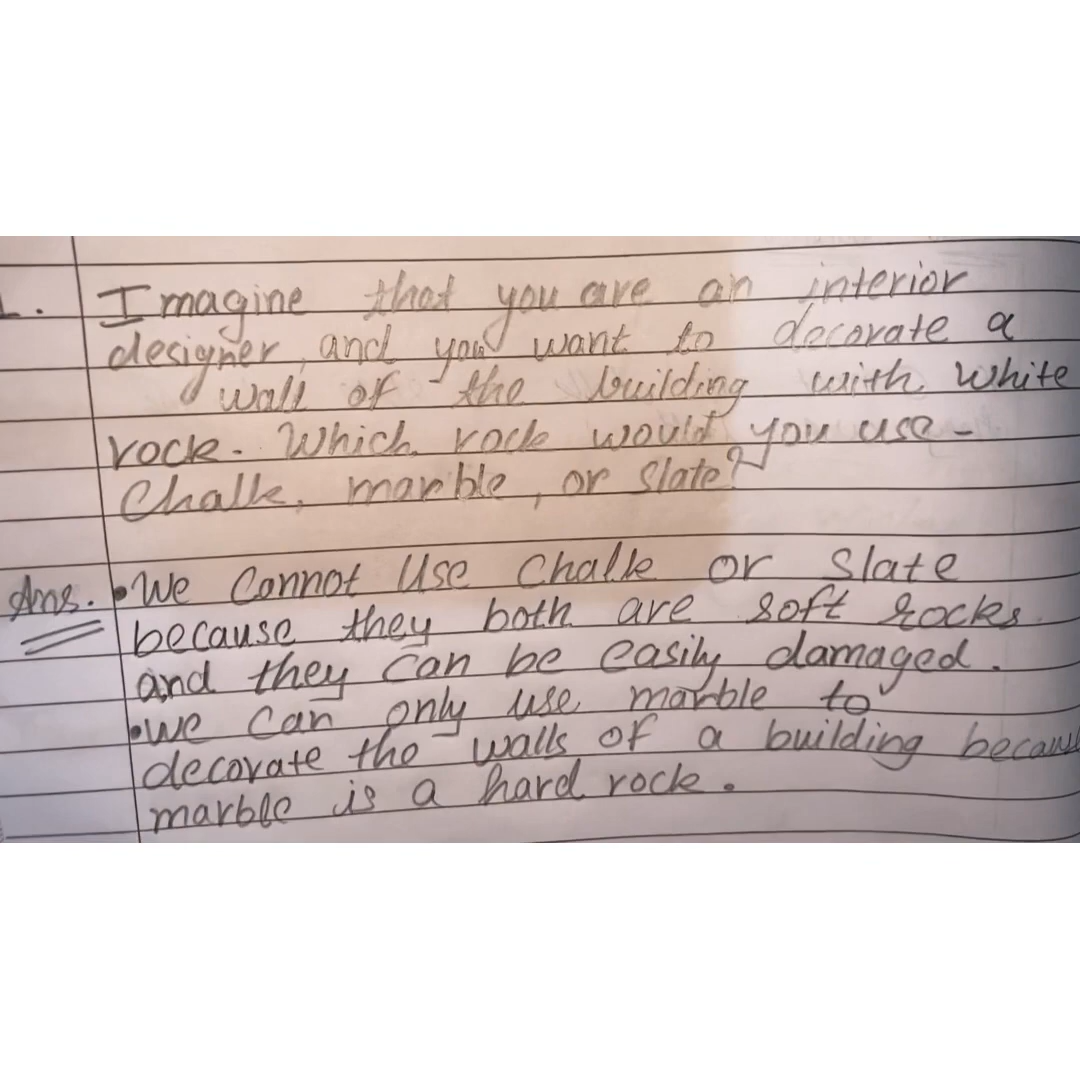 1. Imagine that you are an interior
designer, and you want to decorate a
wall of the building with white
rock. Which rock would you use -
Chalk, marble, or slate?
Ans. • We Cannot Use Chalk or Slate
because they both are soft rocks
and they can be easily damaged.
• we can only use marble to
decorate the walls of a building becau
marble is a hard rock.